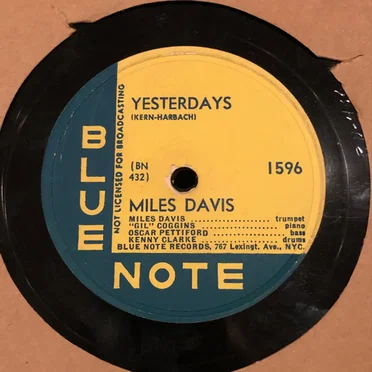 YESTERDAYS
(KERN-HARBACH)
NOT LICENSED FOR BROADCASTING
(BN
432)
1596
MILES DAVIS
MILES DAVIS .......... trumpet
"GIL" COGGINS .......... piano
OSCAR PETTIFORD .......... bass
KENNY CLARKE .......... drums
BLUE NOTE RECORDS, 767 Lexingt. Ave., NYC.
BLUE
NOTE